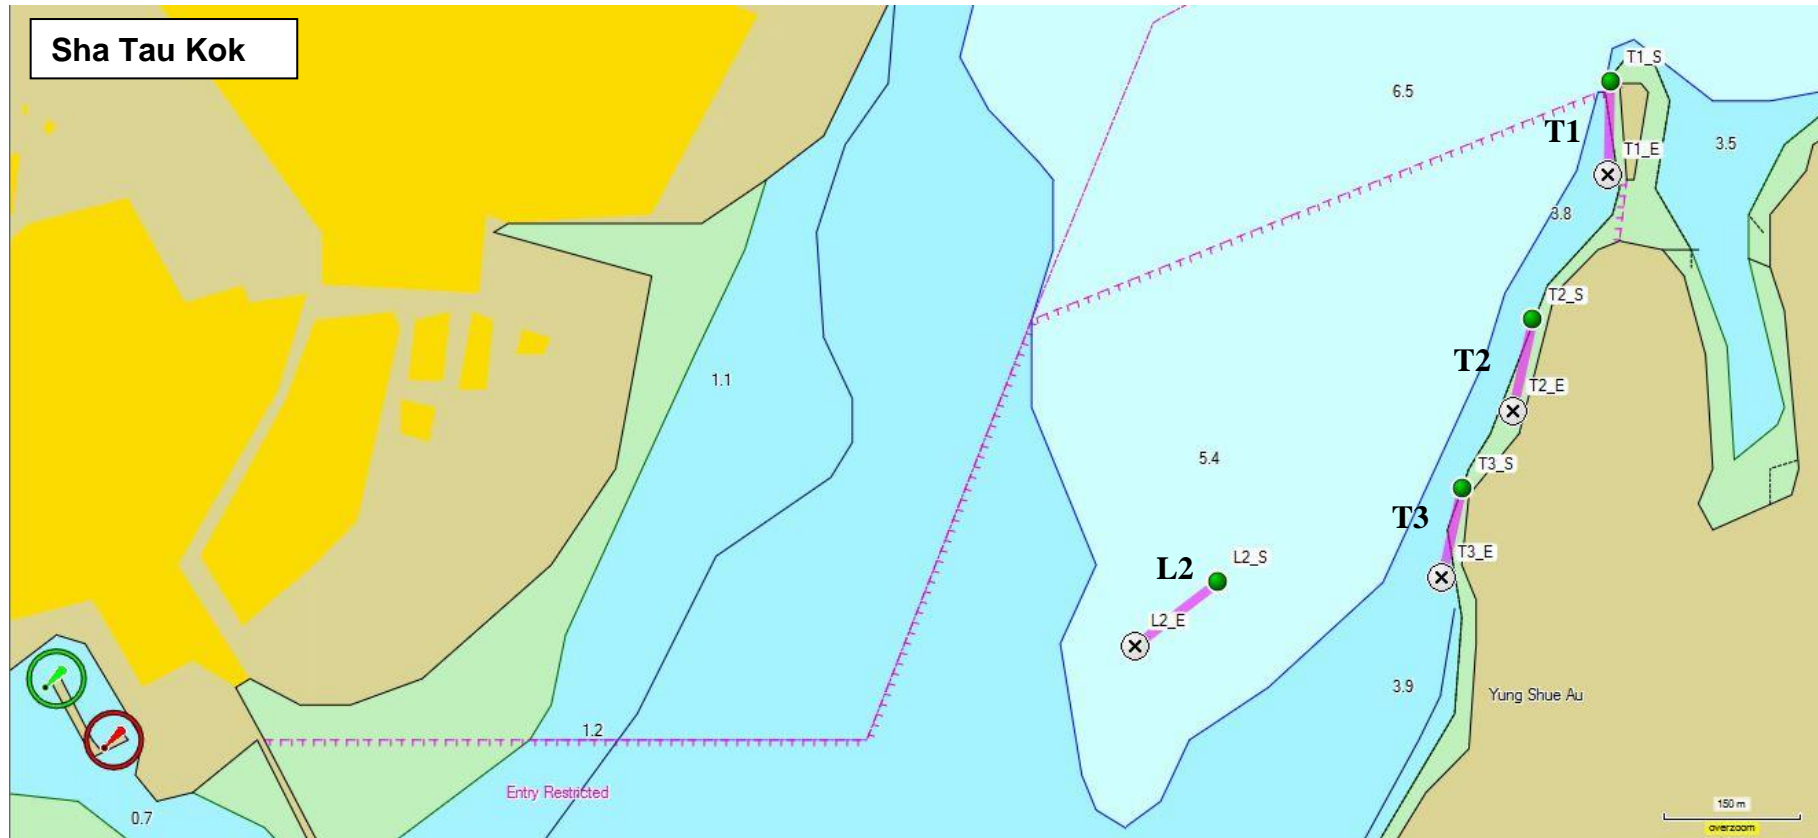 Sha Tau Kok
T1_S
6.5
T1
3.5
T1_E
3.8
T2_S
T2
1.1
T2_E
5.4
T3_S
T3
T3_E
L2
L2_S
L2_E
3.9
Yung Shue Au
1.2
Entry Restricted
150 m
0.7
overzoom